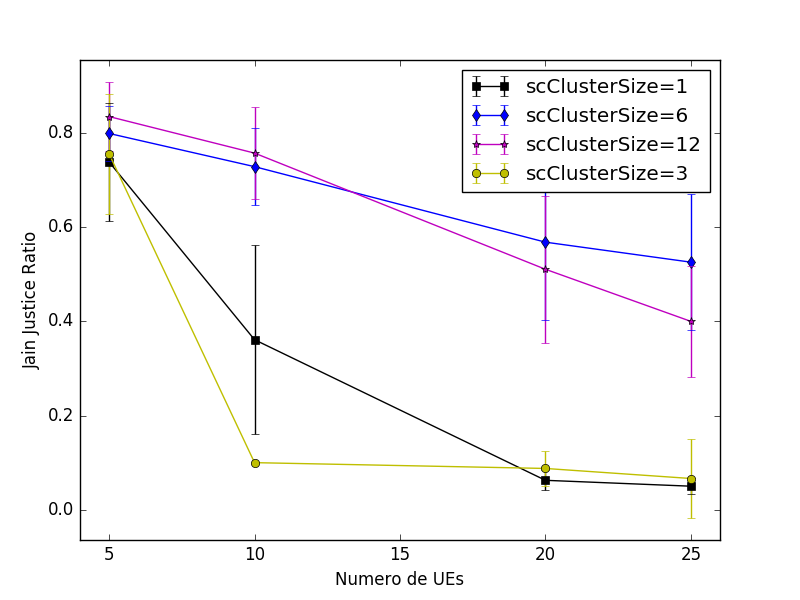 scClusterSize=1
scClusterSize=6
scClusterSize=12
scClusterSize=3
0.8
0.6
0.4
0.2
0.0
Jain Justice Ratio
5 10 15 20 25
Numero de UEs